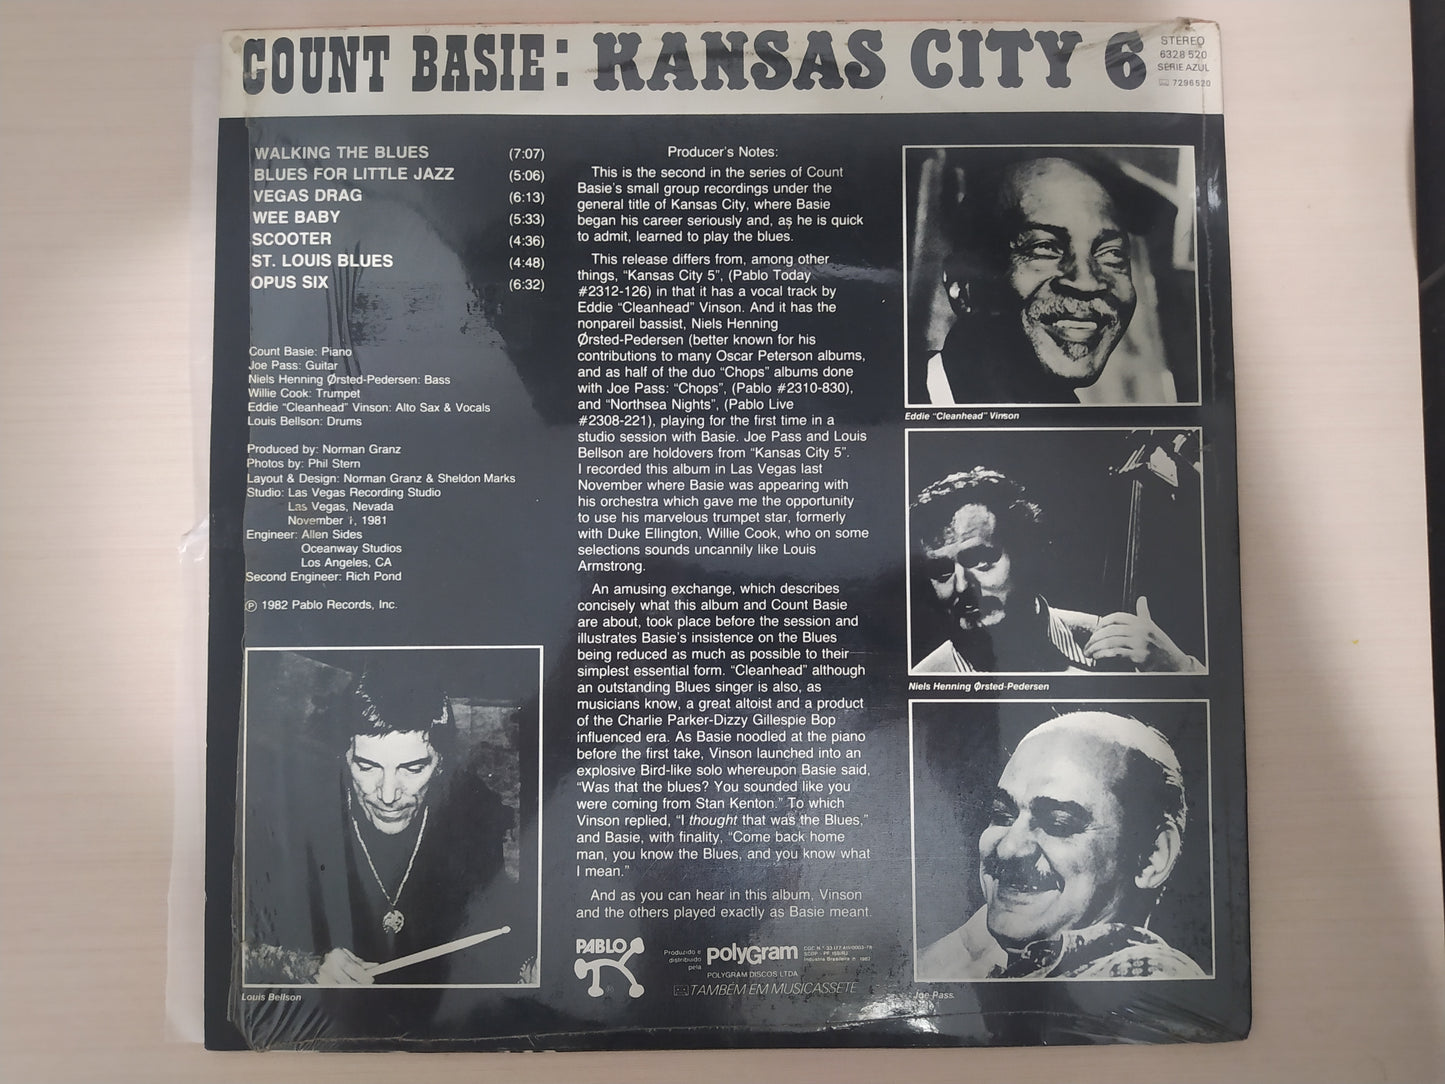 COUNT BASIE: KANSAS CITY 6
STEREO
6328 520
SERIE AZUL
7296520
WALKING THE BLUES (7:07)
BLUES FOR LITTLE JAZZ (5:06)
VEGAS DRAG (6:13)
WEE BABY (5:33)
SCOOTER (4:36)
ST. LOUIS BLUES (4:48)
OPUS SIX (6:32)
Count Basie: Piano
Joe Pass: Guitar
Niels Henning Ørsted-Pedersen: Bass
Willie Cook: Trumpet
Eddie “Cleanhead” Vinson: Alto Sax & Vocals
Louis Bellson: Drums
Produced by: Norman Granz
Photos by: Phil Stern
Layout & Design: Norman Granz & Sheldon Marks
Studio: Las Vegas Recording Studio
Las Vegas, Nevada
November 1, 1981
Engineer: Allen Sides
Oceanway Studios
Los Angeles, CA
Second Engineer: Rich Pond
℗ 1982 Pablo Records, Inc.
Louis Bellson
Producer's Notes:
This is the second in the series of Count
Basie's small group recordings under the
general title of Kansas City, where Basie
began his career seriously and, as he is quick
to admit, learned to play the blues.
This release differs from, among other
things, “Kansas City 5”, (Pablo Today
#2312-126) in that it has a vocal track by
Eddie “Cleanhead” Vinson. And it has the
nonpareil bassist, Niels Henning
Ørsted-Pedersen (better known for his
contributions to many Oscar Peterson albums,
and as half of the duo “Chops” albums done
with Joe Pass: “Chops”, (Pablo #2310-830),
and “Northsea Nights”, (Pablo Live
#2308-221), playing for the first time in a
studio session with Basie. Joe Pass and Louis
Bellson are holdovers from “Kansas City 5”.
I recorded this album in Las Vegas last
November where Basie was appearing with
his orchestra which gave me the opportunity
to use his marvelous trumpet star, formerly
with Duke Ellington, Willie Cook, who on some
selections sounds uncannily like Louis
Armstrong.
An amusing exchange, which describes
concisely what this album and Count Basie
are about, took place before the session and
illustrates Basie's insistence on the Blues
being reduced as much as possible to their
simplest essential form. “Cleanhead” although
an outstanding Blues singer is also, as
musicians know, a great altoist and a product
of the Charlie Parker-Dizzy Gillespie Bop
influenced era. As Basie noodled at the piano
before the first take, Vinson launched into an
explosive Bird-like solo whereupon Basie said,
“Was that the blues? You sounded like you
were coming from Stan Kenton.” To which
Vinson replied, “I thought that was the Blues,”
and Basie, with finality, “Come back home
man, you know the Blues, and you know what
I mean.”
And as you can hear in this album, Vinson
and the others played exactly as Basie meant.
PABLO
®
Produzido e
distribuído
pela
polyGram
POLYGRAM DISCOS LTDA
Indústria Brasileira
TAMBÉM EM MUSICASSETE
Eddie “Cleanhead” Vinson
Niels Henning Ørsted-Pedersen
Joe Pass